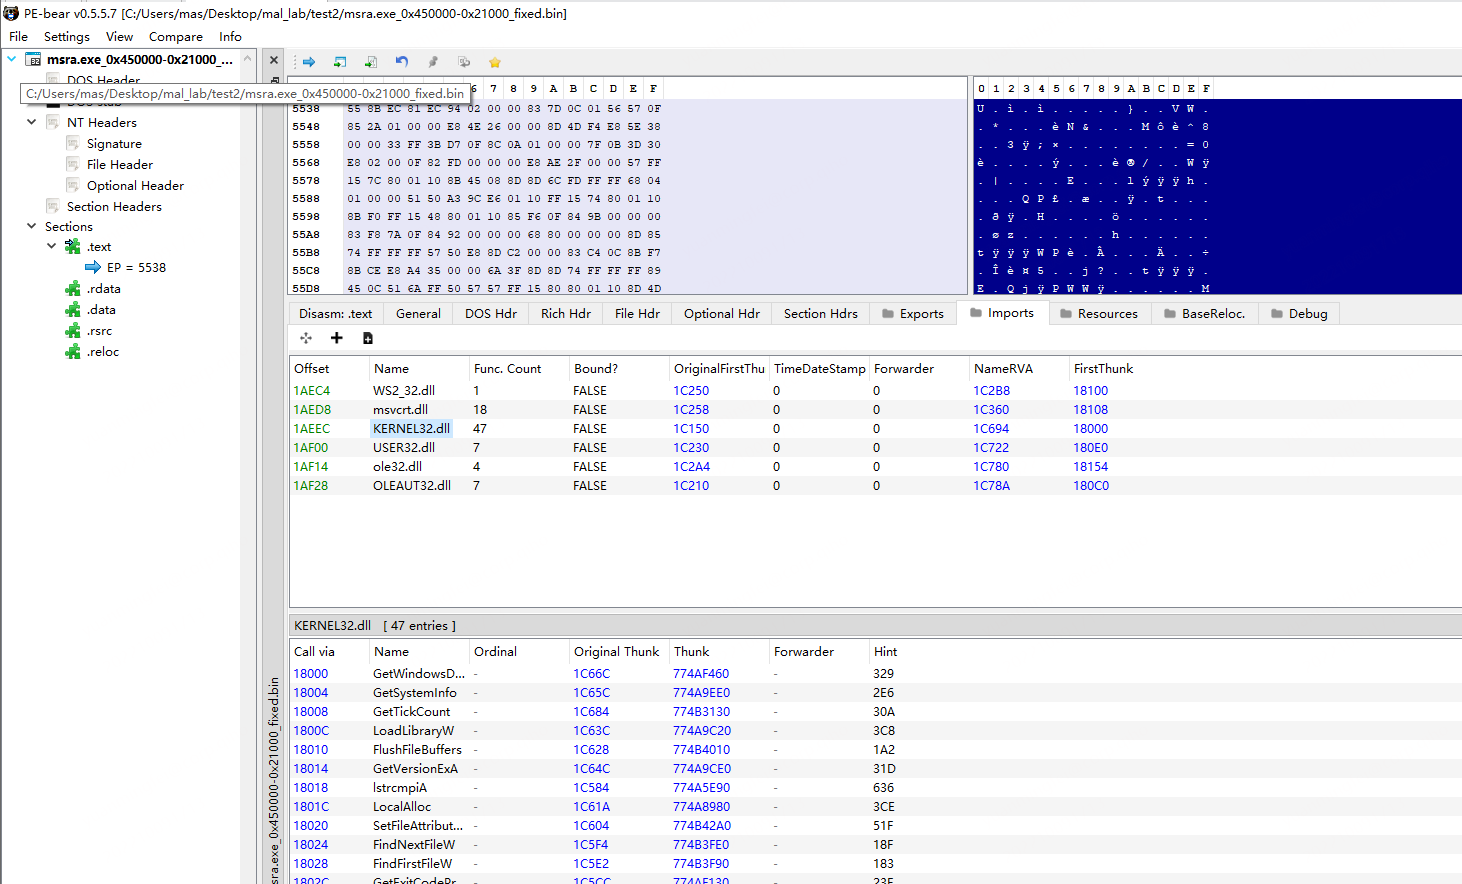 PE-bear v0.5.5.7 [C:/Users/mas/Desktop/mal_lab/test2/msra.exe_0x450000-0x21000_fixed.bin]
File Settings View Compare Info
msra.exe_0x450000-0x21000_...
DOS Header
C:/Users/mas/Desktop/mal_lab/test2/msra.exe_0x450000-0x21000_fixed.bin
NT Headers
Signature
File Header
Optional Header
Section Headers
Sections
.text
EP = 5538
.rdata
.data
.rsrc
.reloc
msra.exe_0x450000-0x21000_fixed.bin
6 7 8 9 A B C D E F
5538 55 8B EC 81 EC 94 02 00 00 83 7D 0C 01 56 57 0F
5548 85 2A 01 00 00 E8 4E 26 00 00 8D 4D F4 E8 5E 38
5558 00 00 33 FF 3B D7 0F 8C 0A 01 00 00 7F 0B 3D 30
5568 E8 02 00 0F 82 FD 00 00 00 E8 AE 2F 00 00 57 FF
5578 15 7C 80 01 10 8B 45 08 8D 8D 6C FD FF FF 68 04
5588 01 00 00 51 50 A3 9C E6 01 10 FF 15 74 80 01 10
5598 8B F0 FF 15 48 80 01 10 85 F6 0F 84 9B 00 00 00
55A8 83 F8 7A 0F 84 92 00 00 00 68 80 00 00 00 8D 85
55B8 74 FF FF FF 57 50 E8 8D C2 00 00 83 C4 0C 8B F7
55C8 8B CE E8 A4 35 00 00 6A 3F 8D 8D 74 FF FF FF 89
55D8 45 0C 51 6A FF 50 57 57 FF 15 80 80 01 10 8D 4D
0 1 2 3 4 5 6 7 8 9 A B C D E F
U . ì . ì . . . . . } . . V W .
. * . . . è N & . . . M ô è ^ 8
. . 3 ÿ ; × . . . . . . . . = 0
è . . . . ý . . . è ® / . . W ÿ
. | . . . E . . . l ý ÿ ÿ h .
. . . Q P £ . æ . . ÿ . t . . .
. ð ÿ . H . . . . ö . . . . . .
. ø z . . . . . . h . . . . . .
t ÿ ÿ ÿ W P è . Â . . . Ä . . ÷
. Î è ¤ 5 . . j ? . . t ÿ ÿ ÿ .
E . Q j ÿ P W W ÿ . . . . . . M
Disasm: .text General DOS Hdr Rich Hdr File Hdr Optional Hdr Section Hdrs Exports Imports Resources BaseReloc. Debug
Offset Name Func. Count Bound? OriginalFirstThu TimeDateStamp Forwarder NameRVA FirstThunk
1AEC4 WS2_32.dll 1 FALSE 1C250 0 0 1C2B8 18100
1AED8 msvcrt.dll 18 FALSE 1C258 0 0 1C360 18108
1AEEC KERNEL32.dll 47 FALSE 1C150 0 0 1C694 18000
1AF00 USER32.dll 7 FALSE 1C230 0 0 1C722 180E0
1AF14 ole32.dll 4 FALSE 1C2A4 0 0 1C780 18154
1AF28 OLEAUT32.dll 7 FALSE 1C210 0 0 1C78A 180C0
KERNEL32.dll [ 47 entries ]
Call via Name Ordinal Original Thunk Thunk Forwarder Hint
18000 GetWindowsD... - 1C66C 774AF460 - 329
18004 GetSystemInfo - 1C65C 774A9EE0 - 2E6
18008 GetTickCount - 1C684 774B3130 - 30A
1800C LoadLibraryW - 1C63C 774A9C20 - 3C8
18010 FlushFileBuffers - 1C628 774B4010 - 1A2
18014 GetVersionExA - 1C64C 774A9CE0 - 31D
18018 lstrcmpiA - 1C584 774A5E90 - 636
1801C LocalAlloc - 1C61A 774A8980 - 3CE
18020 SetFileAttribut... - 1C604 774B42A0 - 51F
18024 FindNextFileW - 1C5F4 774B3FE0 - 18F
18028 FindFirstFileW - 1C5E2 774B3F90 - 183
1802C GetExitCodePr... - 1C5CC 774AF130 - 23F